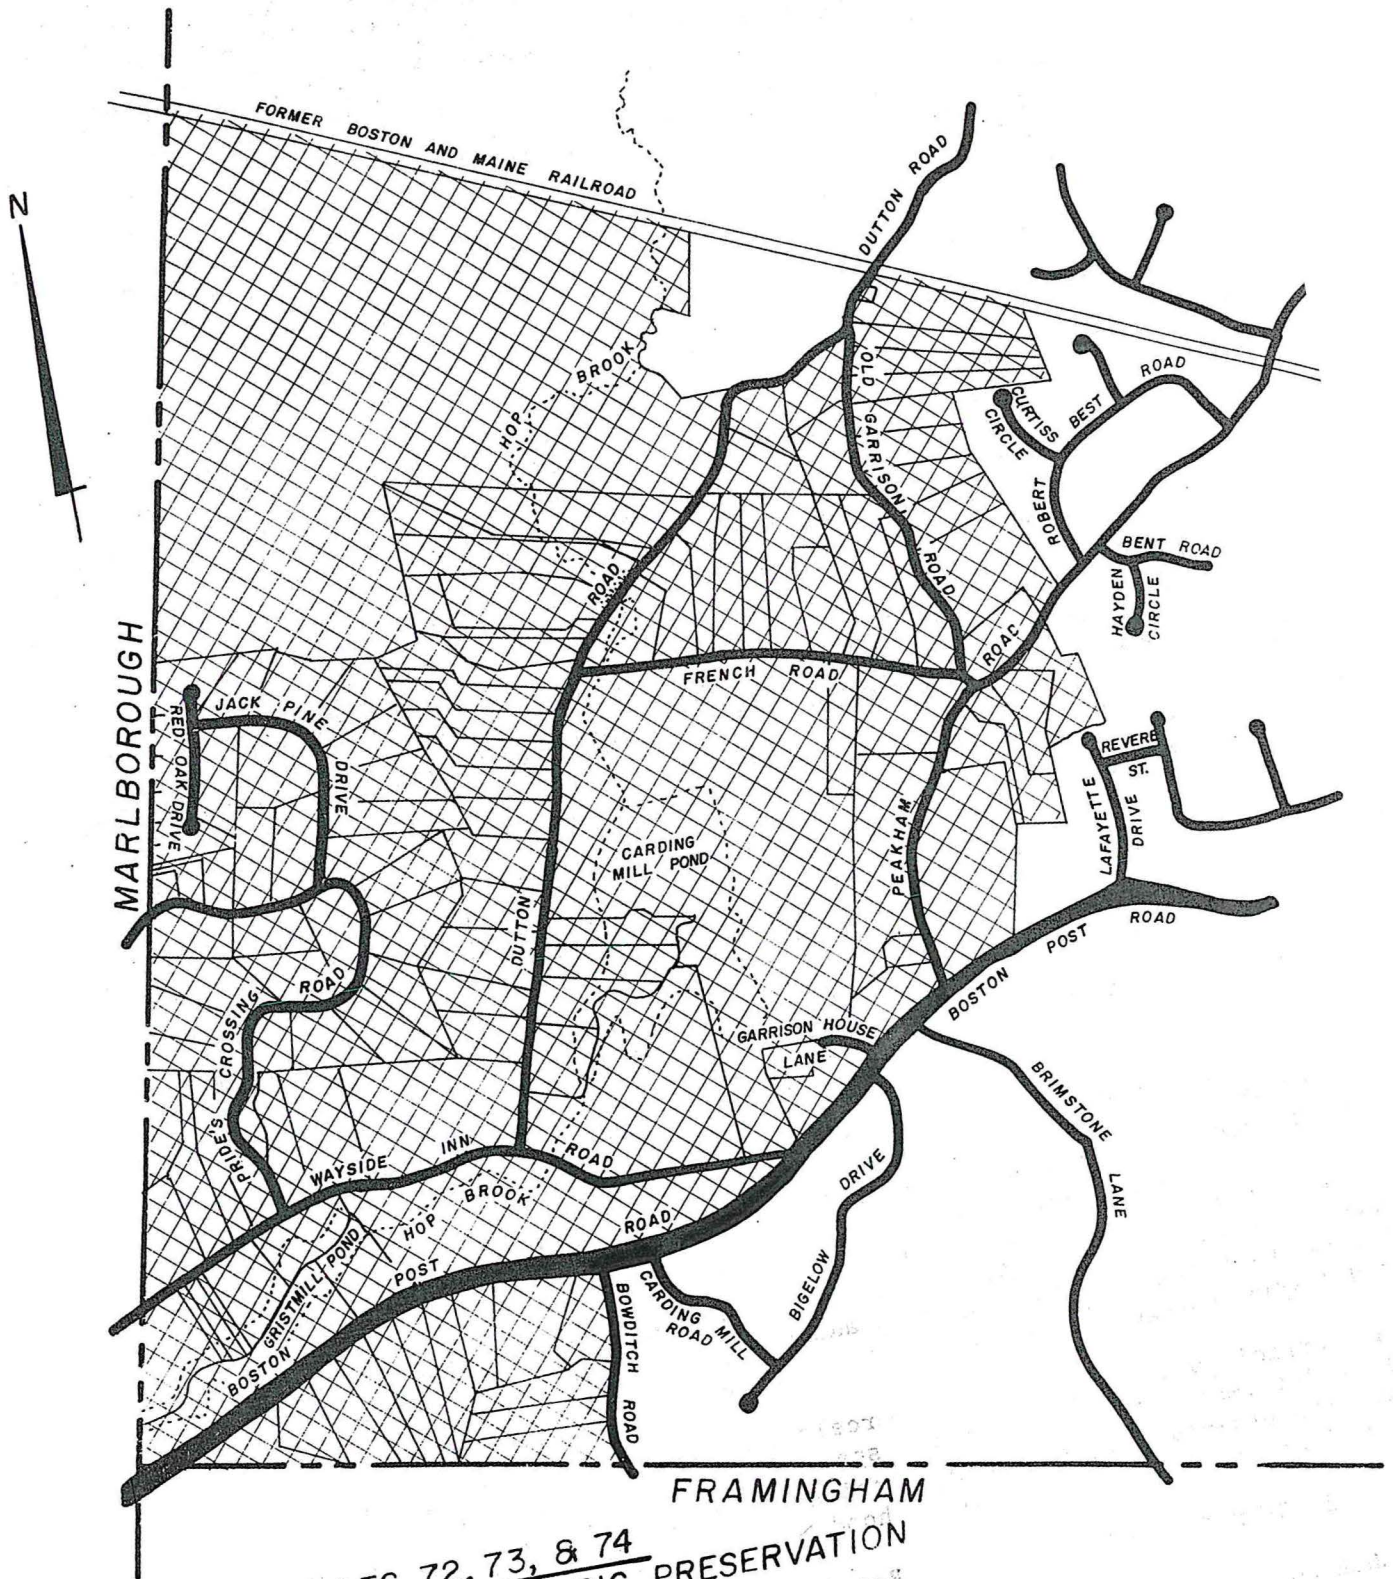 FORMER BOSTON AND MAINE RAILROAD
DUTTON ROAD
N
HOP BROOK
OLD GARRISON ROAD
CURTISS CIRCLE
ROBERT BEST ROAD
BENT ROAD
HAYDEN CIRCLE
ROAD
FRENCH ROAD
PEAKHAM ROAC
MARLBOROUGH
JACK PINE DRIVE
RED OAK DRIVE
REVERE ST.
LAFAYETTE DRIVE
CARDING MILL POND
DUTTON
BOSTON POST ROAD
PRIDE'S CROSSING ROAD
GARRISON HOUSE LANE
BRIMSTONE LANE
WAYSIDE INN ROAD
HOP BROOK
BIGELOW DRIVE
GRISTMILL POND
BOSTON POST ROAD
BOWDITCH ROAD
CARDING MILL ROAD
FRAMINGHAM
72, 73, & 74
PRESERVATION